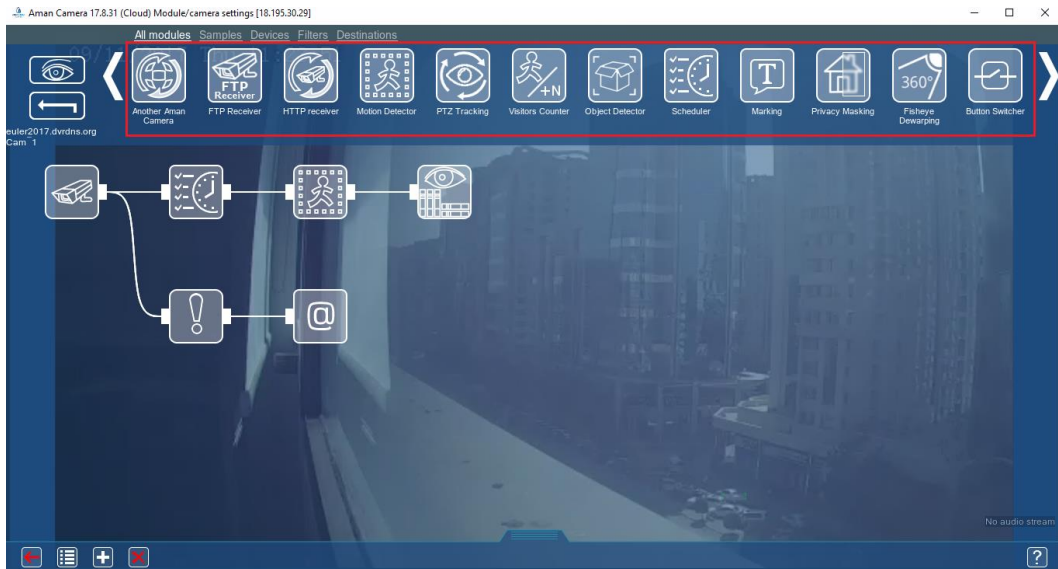 Aman Camera 17.8.31 (Cloud) Module/camera settings [18.195.30.29]
All modules Samples Devices Filters Destinations
FTP
Receiver
+N
T
360°
Another Aman
Camera
FTP Receiver
HTTP receiver
Motion Detector
PTZ Tracking
Visitors Counter
Object Detector
Scheduler
Marking
Privacy Masking
Fisheye
Dewarping
Button Switcher
euler2017.dvrdns.org
Cam_1
!
@
No audio stream
?